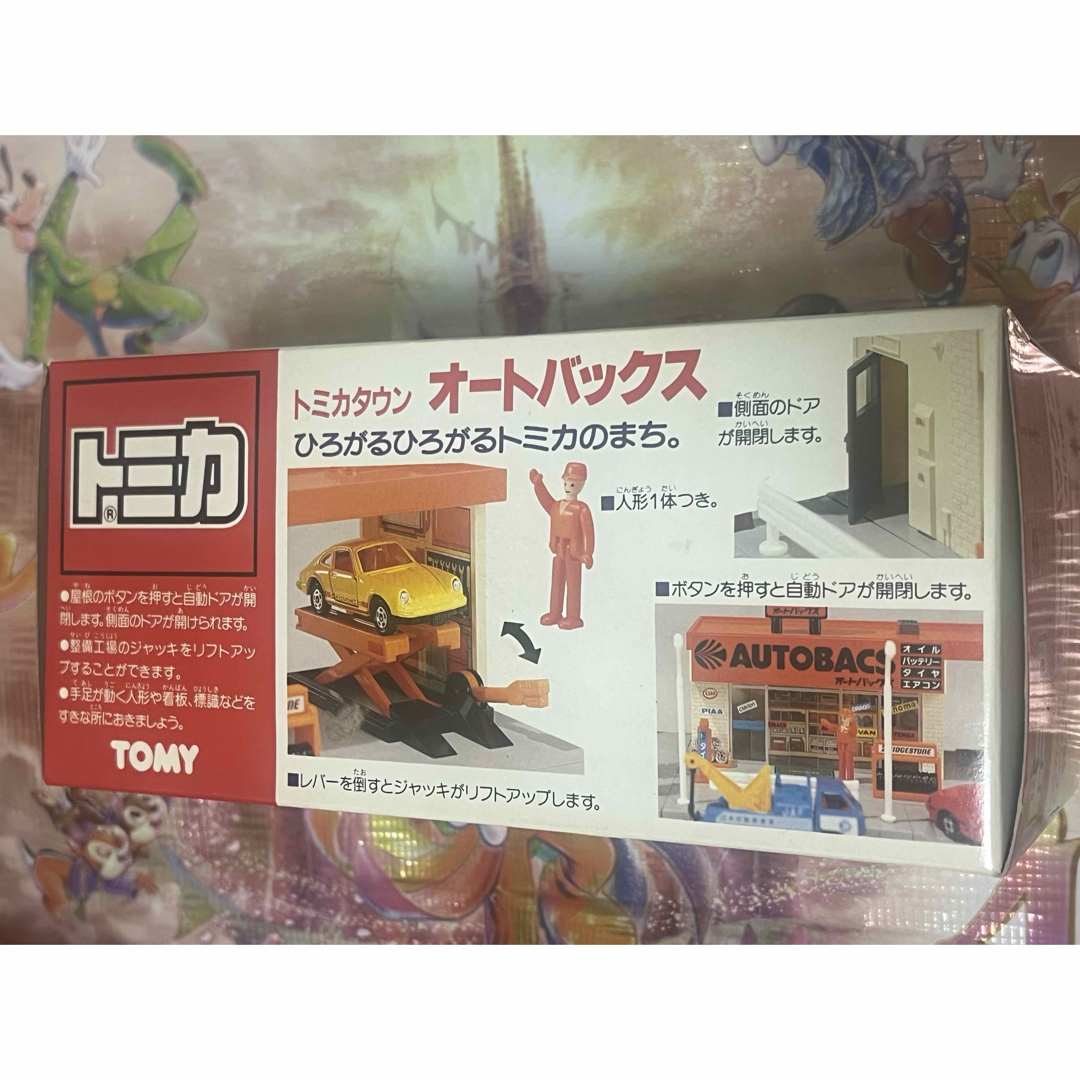 トミカ®
●屋根のボタンを押すと自動ドアが開
閉します。側面のドアが開けられます。
●整備工場のジャッキをリフトアッ
プすることができます。
●手足が動く人形や看板、標識などを
すきな所におきましょう。
TOMY
トミカタウン オートバックス
ひろがるひろがるトミカのまち。
■人形1体つき。
■レバーを倒すとジャッキがリフトアップします。
■側面のドア
が開閉します。
■ボタンを押すと自動ドアが開閉します。
オートバックス
AUTOBACS
オートバックス
オイル
バッテリー
タイヤ
エアコン
PIAA
BRIDGESTONE